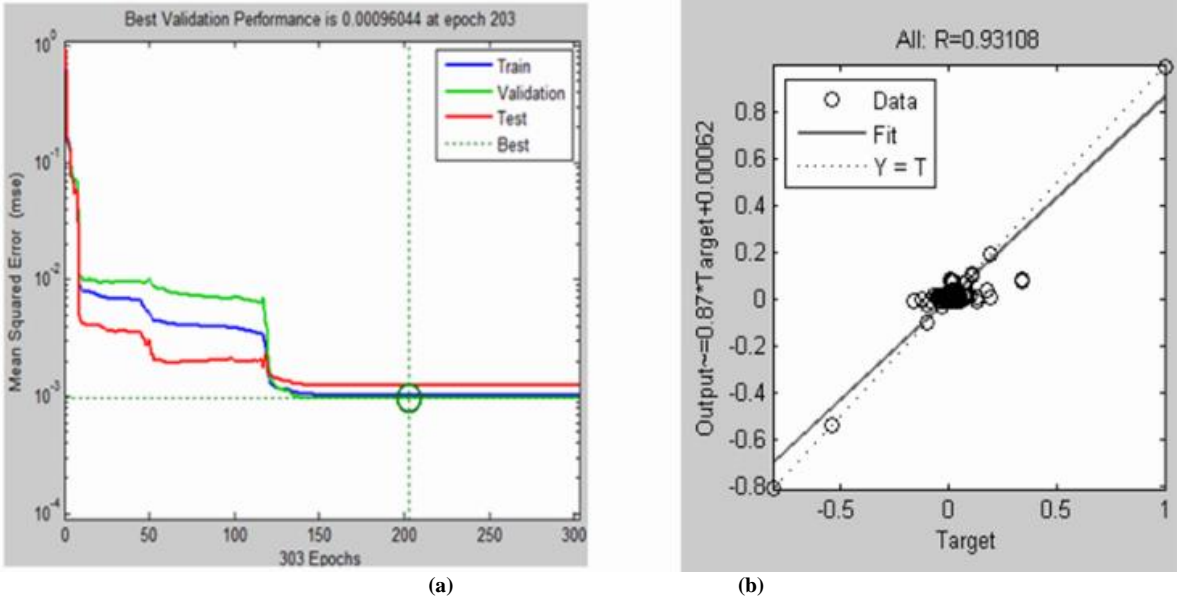 Best Validation Performance is 0.00096044 at epoch 203
Mean Squared Error (mse)
10^0
10^-1
10^-2
10^-3
10^-4
Train
Validation
Test
Best
0
50
100
150
200
250
300
303 Epochs
(a)
All: R=0.93108
Output~=0.87*Target+0.00062
0.8
0.6
0.4
0.2
0
-0.2
-0.4
-0.6
-0.8
Data
Fit
Y = T
-0.5
0
0.5
1
Target
(b)